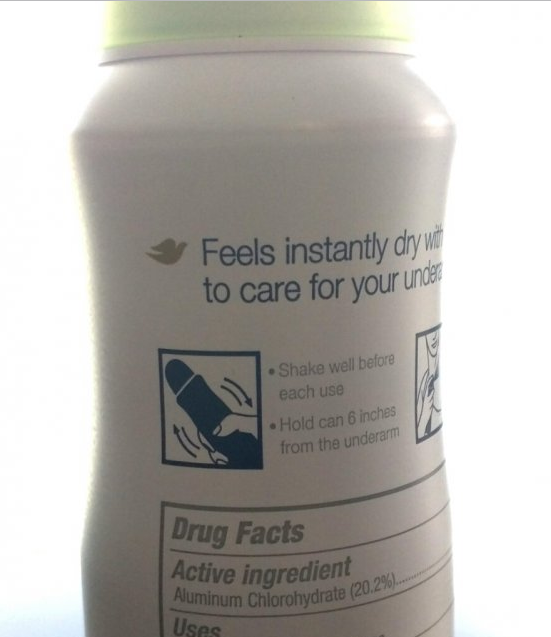 Feels instantly dry with
to care for your
• Shake well before
each use
• Hold can 6 inches
from the underarm
Drug Facts
Active ingredient
Aluminum Chlorohydrate (20.2%)
Uses